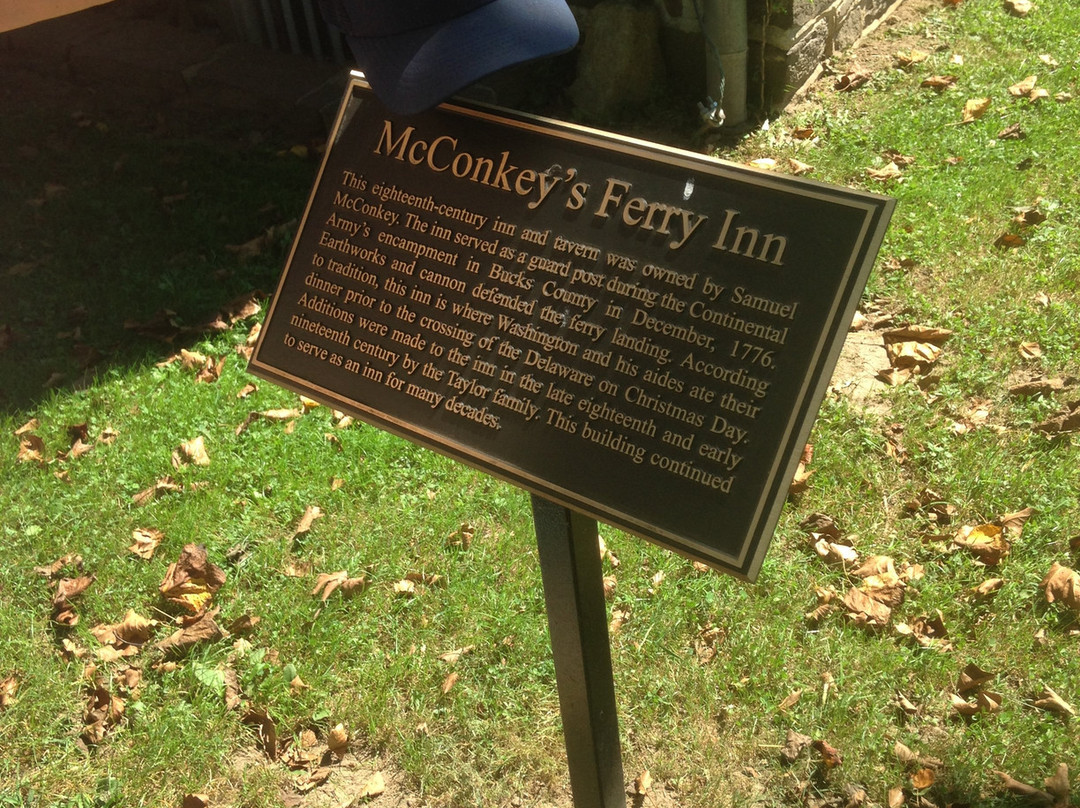 McConkey's Ferry Inn
This eighteenth-century inn and tavern was owned by Samuel
McConkey. The inn served as a guard post during the Continental
Army's encampment in Bucks County in December, 1776.
Earthworks and cannon defended the ferry landing. According
to tradition, this inn is where Washington and his aides ate their
dinner prior to the crossing of the Delaware on Christmas Day.
Additions were made to the inn in the late eighteenth and early
nineteenth century by the Taylor family. This building continued
to serve as an inn for many decades.